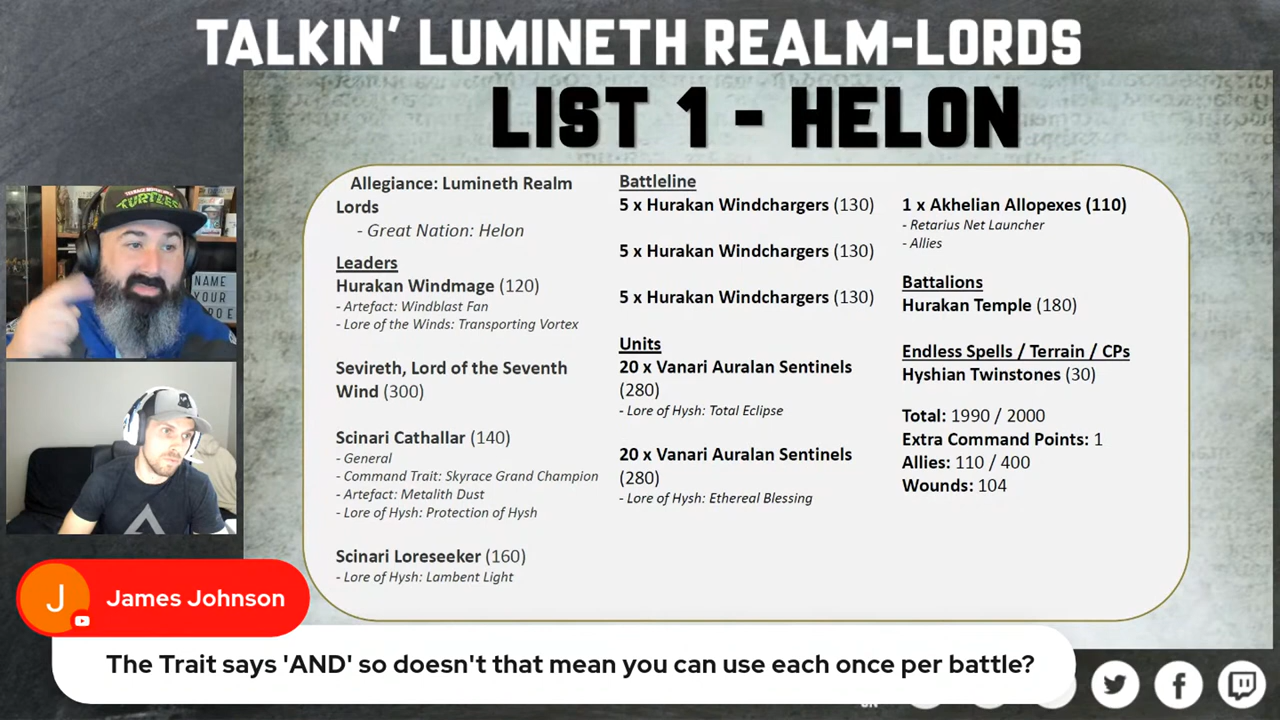 TALKIN' LUMINETH REALM-LORDS
LIST 1 - HELON
Allegiance: Lumineth Realm
Lords
- Great Nation: Helon
Leaders
Hurakan Windmage (120)
- Artefact: Windblast Fan
- Lore of the Winds: Transporting Vortex
Sevireth, Lord of the Seventh
Wind (300)
Scinari Cathallar (140)
- General
- Command Trait: Skyrace Grand Champion
- Artefact: Metalith Dust
- Lore of Hysh: Protection of Hysh
Scinari Loreseeker (160)
- Lore of Hysh: Lambent Light
Battleline
5 x Hurakan Windchargers (130)
5 x Hurakan Windchargers (130)
5 x Hurakan Windchargers (130)
Units
20 x Vanari Auralan Sentinels
(280)
- Lore of Hysh: Total Eclipse
20 x Vanari Auralan Sentinels
(280)
- Lore of Hysh: Ethereal Blessing
1 x Akhelian Allopexes (110)
- Retarius Net Launcher
- Allies
Battalions
Hurakan Temple (180)
Endless Spells / Terrain / CPs
Hyshian Twinstones (30)
Total: 1990 / 2000
Extra Command Points: 1
Allies: 110 / 400
Wounds: 104
NAME
YOUR
TURTLES
J
James Johnson
The Trait says 'AND' so doesn't that mean you can use each once per battle?